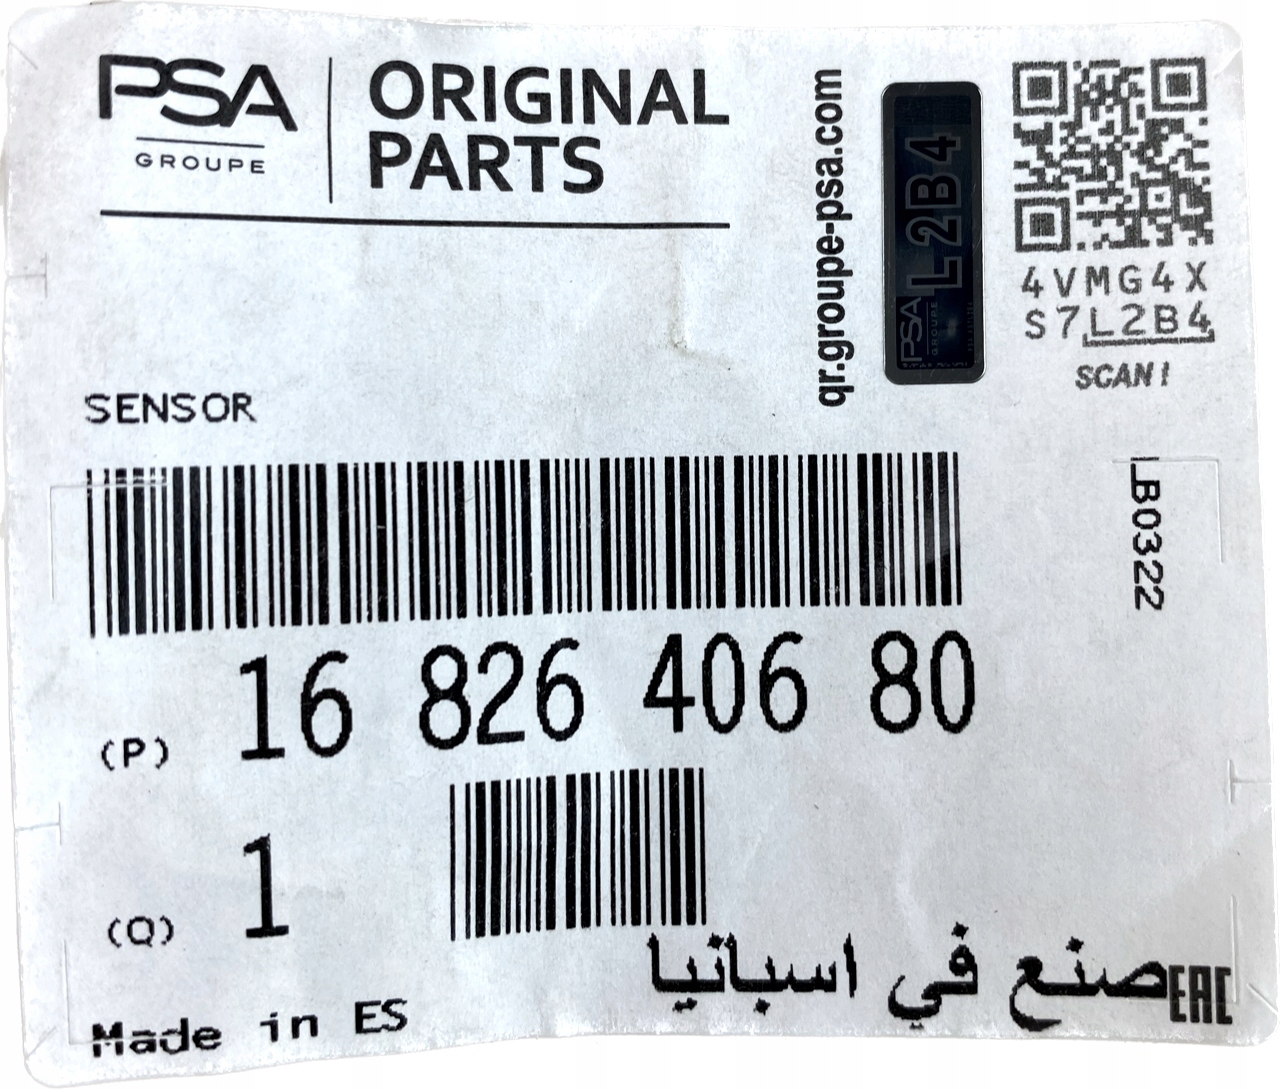 PSA
GROUPE
ORIGINAL
PARTS
qr.groupe-psa.com
L2B4
PSA
GROUPE
4VMG4X
S7L2B4
SCAN!
SENSOR
LB0322
(P) 16 826 406 80
(Q) 1
صنع في اسبانيا
EAC
Made in ES